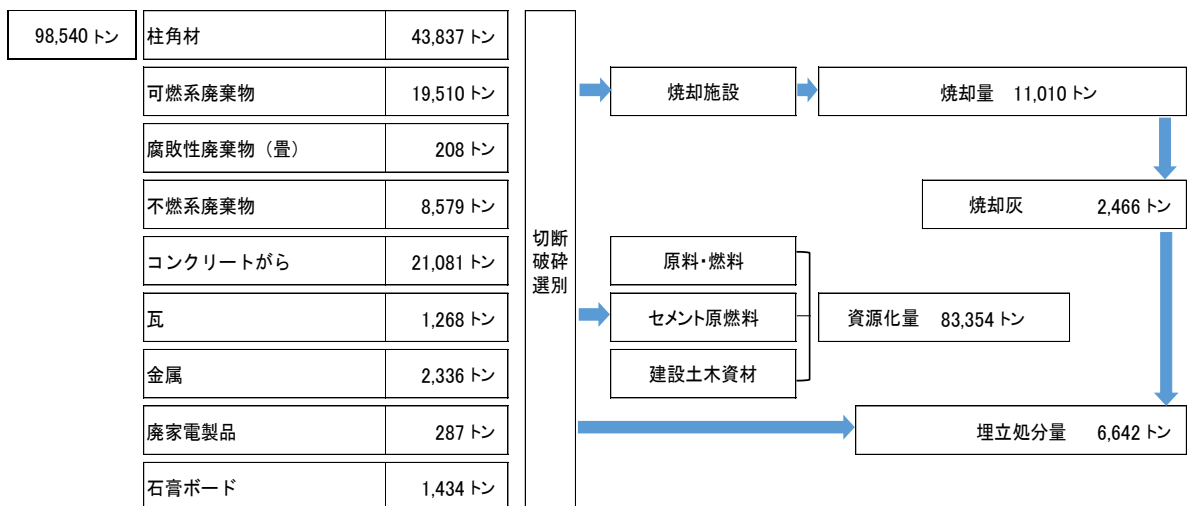 98,540 トン
柱角材 43,837 トン
可燃系廃棄物 19,510 トン
腐敗性廃棄物（畳） 208 トン
不燃系廃棄物 8,579 トン
コンクリートがら 21,081 トン
瓦 1,268 トン
金属 2,336 トン
廃家電製品 287 トン
石膏ボード 1,434 トン
切断
破砕
選別
焼却施設
焼却量 11,010 トン
焼却灰 2,466 トン
原料・燃料
セメント原燃料
建設土木資材
資源化量 83,354 トン
埋立処分量 6,642 トン